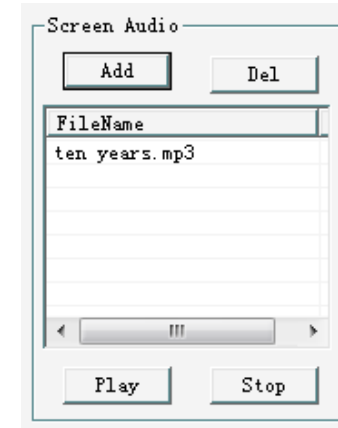 Screen Audio
Add Del
FileName
ten years.mp3
Play Stop